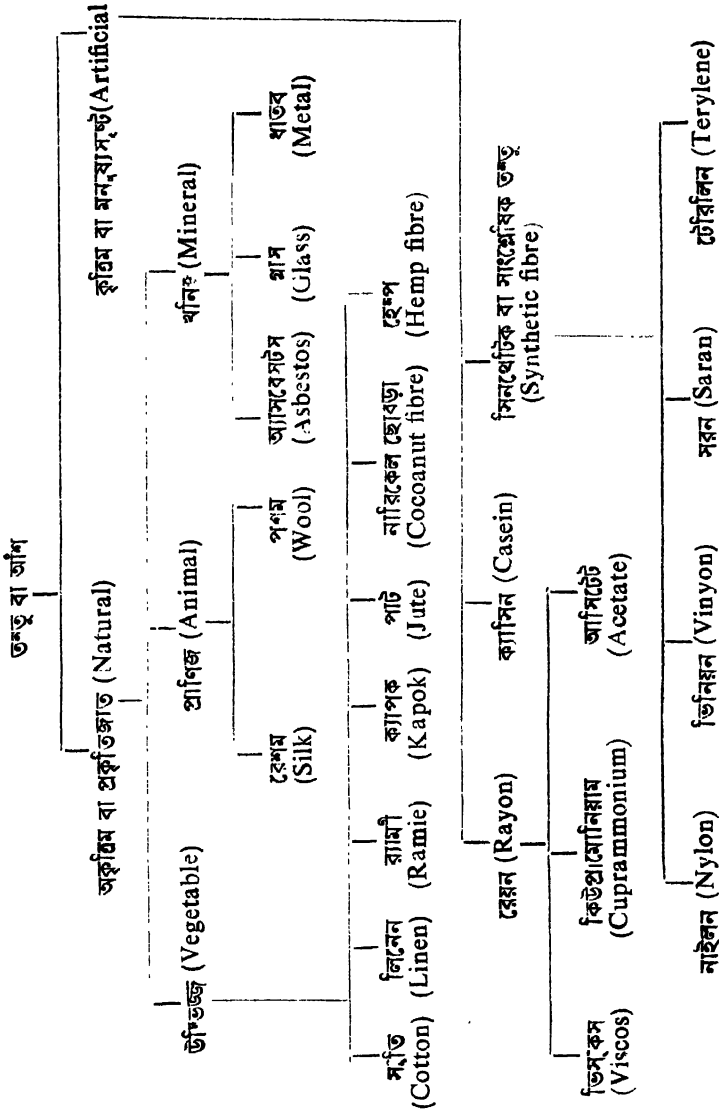 তন্তু বা আঁশ
অকৃত্রিম বা প্রকৃতিজাত (Natural)
কৃত্রিম বা মনুষ্যসৃষ্ট (Artificial
উদ্ভিজ্জ (Vegetable)
প্রাণিজ (Animal)
খনিজ (Mineral)
রেশম
(Silk)
পশম
(Wool)
অ্যাসবেসটস
(Asbestos)
গ্লাস
(Glass)
ধাতব
(Metal)
সূতি
(Cotton)
লিনেন
(Linen)
র‍্যামী
(Ramie)
ক্যাপক
(Kapok)
পাট
(Jute)
নারিকেল ছোবড়া
(Cocoanut fibre)
হেম্প
(Hemp fibre)
রেয়ন (Rayon)
ক্যাসিন (Casein)
সিনথেটিক বা সাংশ্লেষিক তন্তু
(Synthetic fibre)
ভিস্‌কস
(Viscos)
কিউপ্রামোনিয়াম
(Cuprammonium)
আসিটেট
(Acetate)
নাইলন (Nylon)
ভিনিয়ন (Vinyon)
সরন (Saran)
টেরিলিন (Terylene)